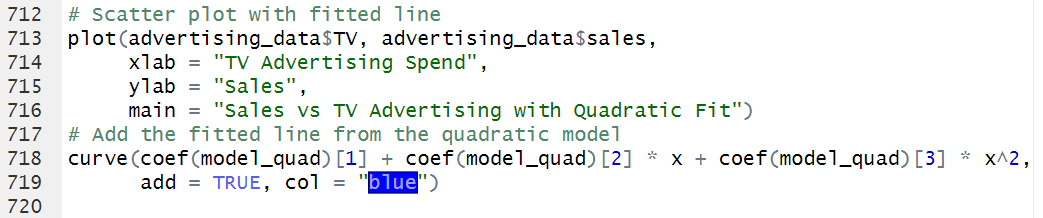 712 # Scatter plot with fitted line
713 plot(advertising_data$TV, advertising_data$sales,
714      xlab = "TV Advertising Spend",
715      ylab = "Sales",
716      main = "Sales vs TV Advertising with Quadratic Fit")
717 # Add the fitted line from the quadratic model
718 curve(coef(model_quad)[1] + coef(model_quad)[2] * x + coef(model_quad)[3] * x^2,
719       add = TRUE, col = "blue")
720